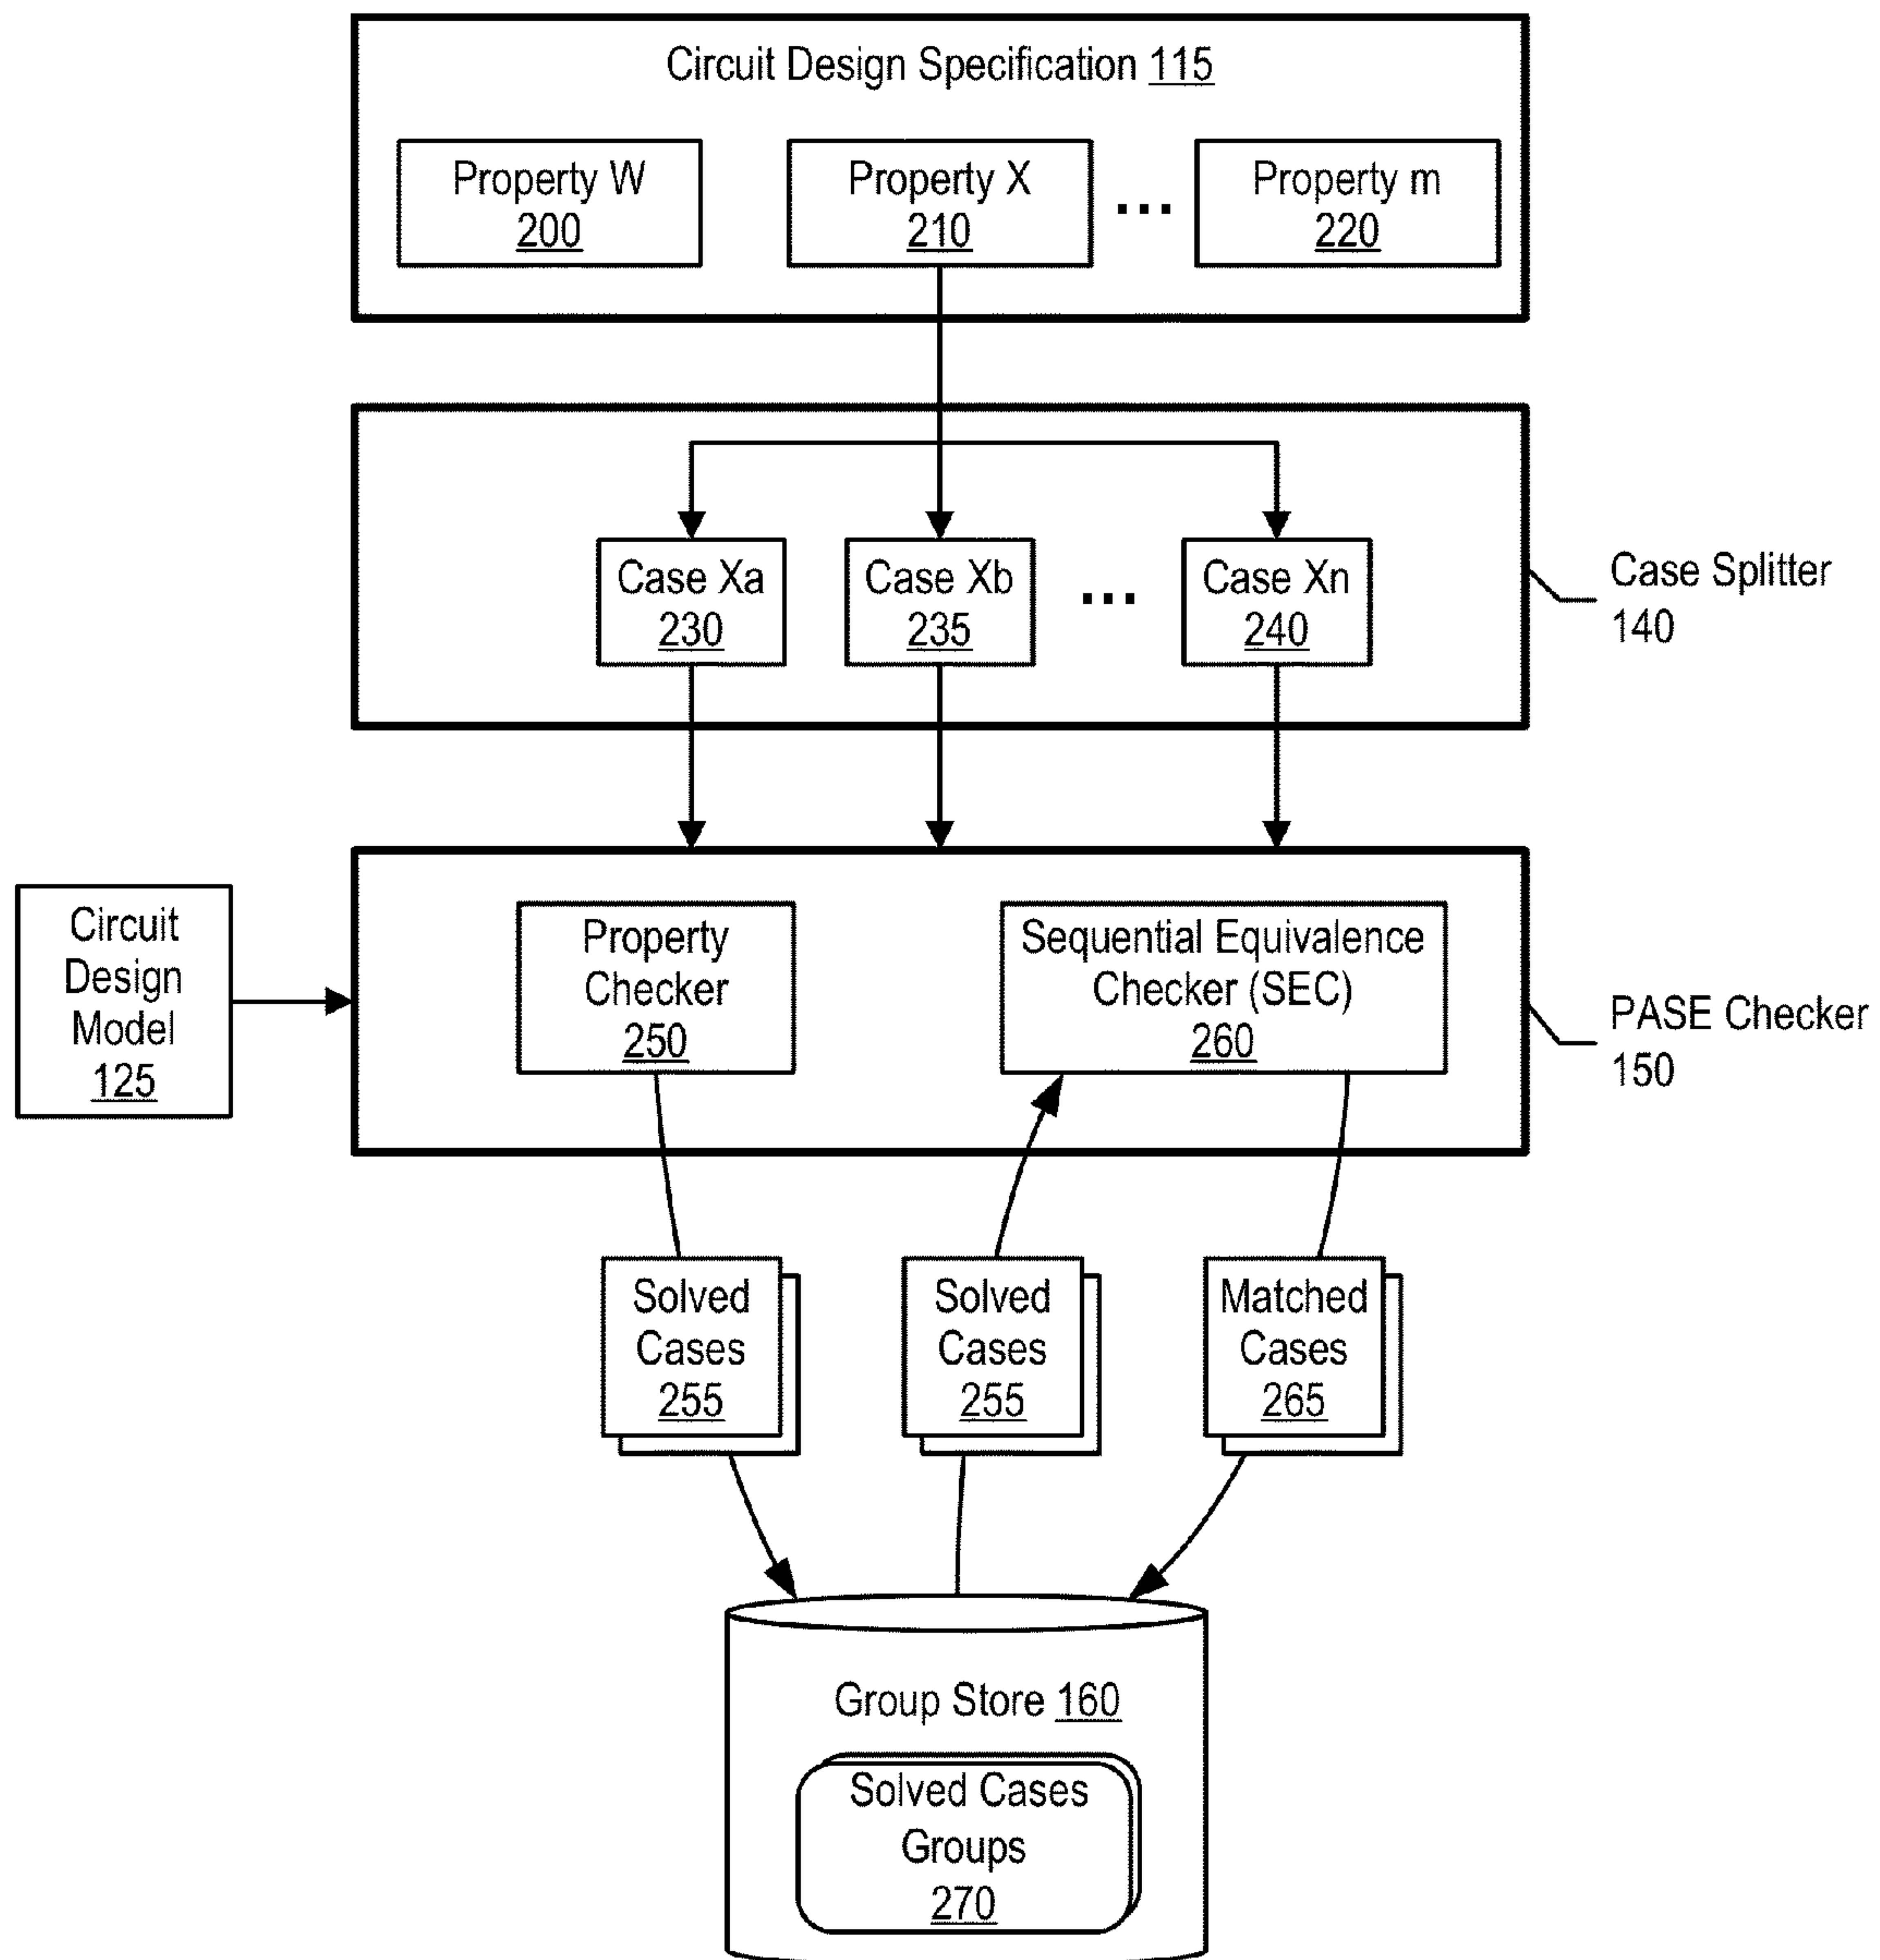 Circuit Design Specification 115
Property W
200
Property X
210
...
Property m
220
Case Xa
230
Case Xb
235
...
Case Xn
240
Case Splitter
140
Circuit
Design
Model
125
Property
Checker
250
Sequential Equivalence
Checker (SEC)
260
PASE Checker
150
Solved
Cases
255
Solved
Cases
255
Matched
Cases
265
Group Store 160
Solved Cases
Groups
270